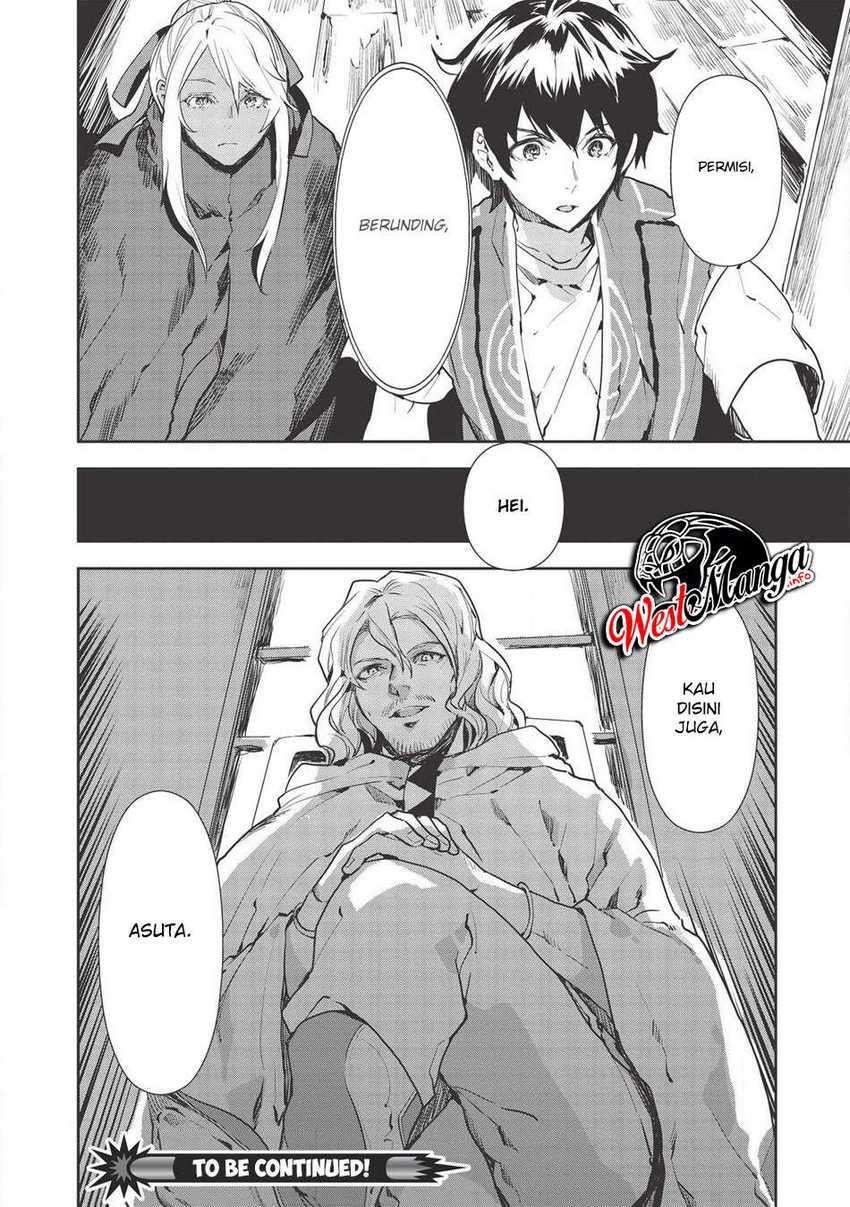 PERMISI,
BERUNDING,
HEI.
WestManga
.info
KAU
DISINI
JUGA,
ASUTA.
TO BE CONTINUED!